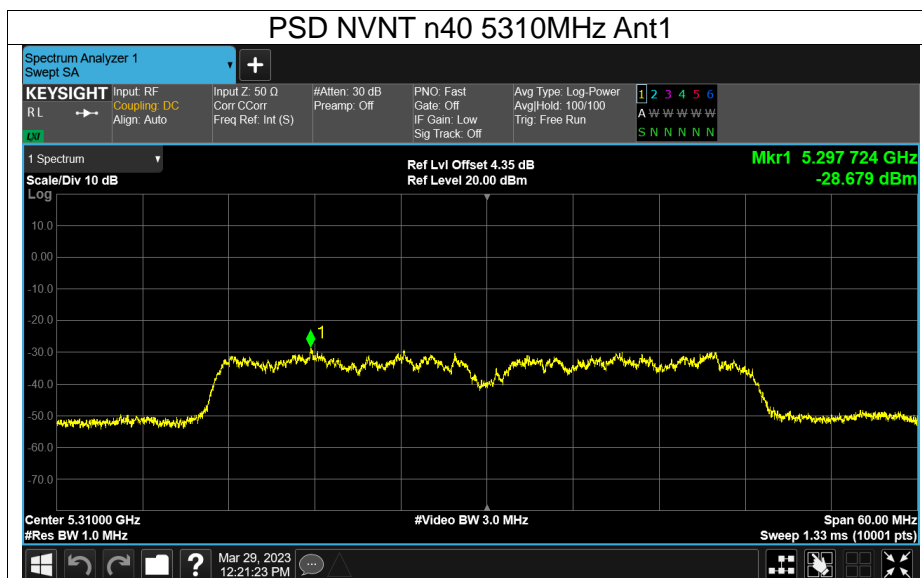 PSD NVNT n40 5310MHz Ant1
Spectrum Analyzer 1
Swept SA
+
KEYSIGHT Input: RF Input Z: 50 Ω #Atten: 30 dB PNO: Fast Avg Type: Log-Power 1 2 3 4 5 6
R L Coupling: DC Corr CCorr Preamp: Off Gate: Off Avg|Hold: 100/100 A W W W W W
Align: Auto Freq Ref: Int (S) IF Gain: Low Trig: Free Run
LXI Sig Track: Off S N N N N N
1 Spectrum Ref Lvl Offset 4.35 dB Mkr1 5.297 724 GHz
Scale/Div 10 dB Ref Level 20.00 dBm -28.679 dBm
Log
10.0
0.00
-10.0
-20.0
1
-30.0
-40.0
-50.0
-60.0
-70.0
Center 5.31000 GHz #Video BW 3.0 MHz Span 60.00 MHz
#Res BW 1.0 MHz Sweep 1.33 ms (10001 pts)
? Mar 29, 2023
12:21:23 PM